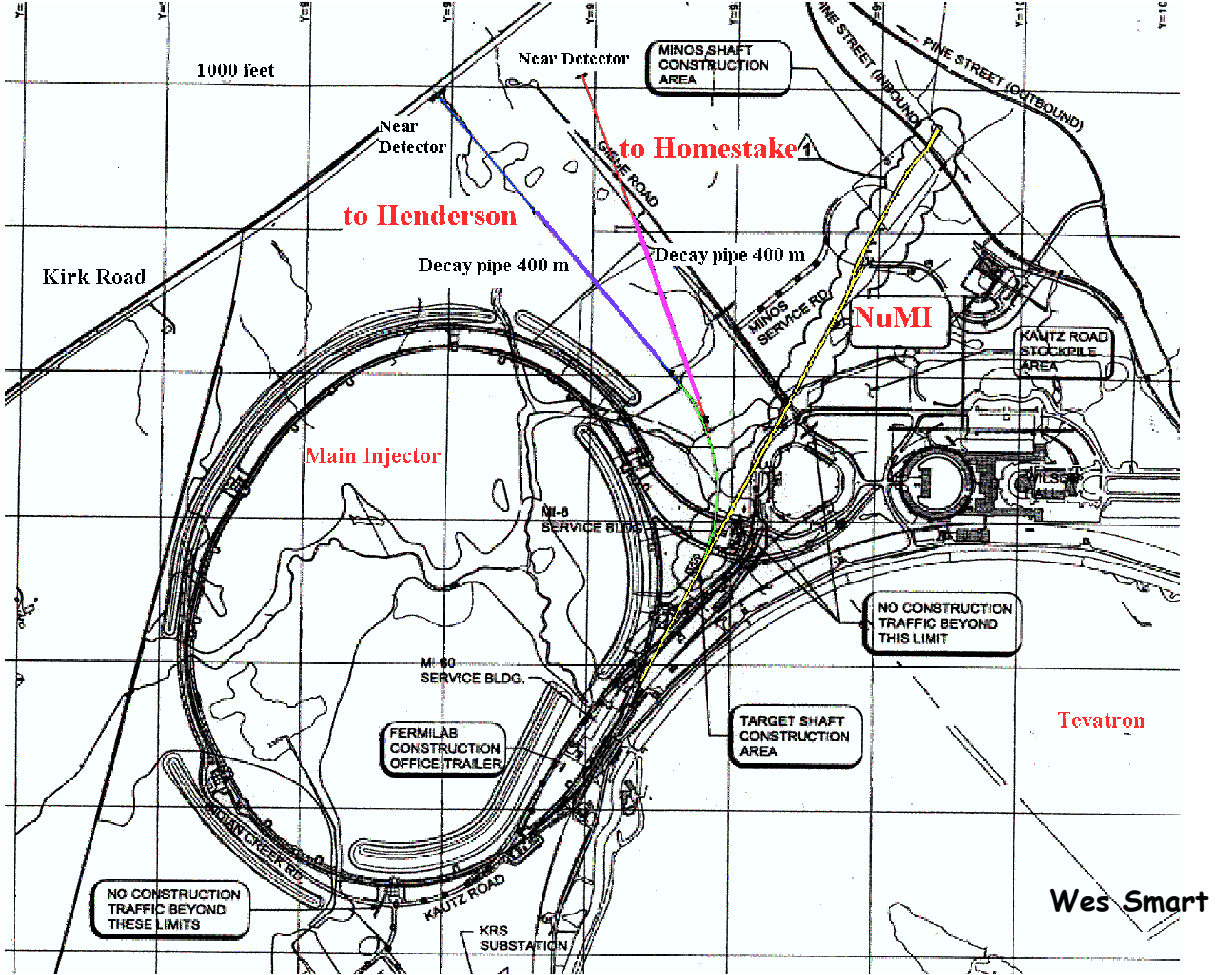 1000 feet
Near Detector
MINOS SHAFT
CONSTRUCTION
AREA
PINE STREET (INBOUND)
PINE STREET (OUTBOUND)
Near
Detector
to Homestake
1
to Henderson
Decay pipe 400 m
Decay pipe 400 m
Kirk Road
MINOS
SERVICE RD.
NuMI
KAUTZ ROAD
STOCKPILE
AREA
Main Injector
WILSON
HALL
MI-8
SERVICE BLDG.
NO CONSTRUCTION
TRAFFIC BEYOND
THIS LIMIT
MI-60
SERVICE BLDG.
FERMILAB
CONSTRUCTION
OFFICE TRAILER
TARGET SHAFT
CONSTRUCTION
AREA
Tevatron
NO CONSTRUCTION
TRAFFIC BEYOND
THESE LIMITS
KAUTZ ROAD
Wes Smart
KRS
SUBSTATION